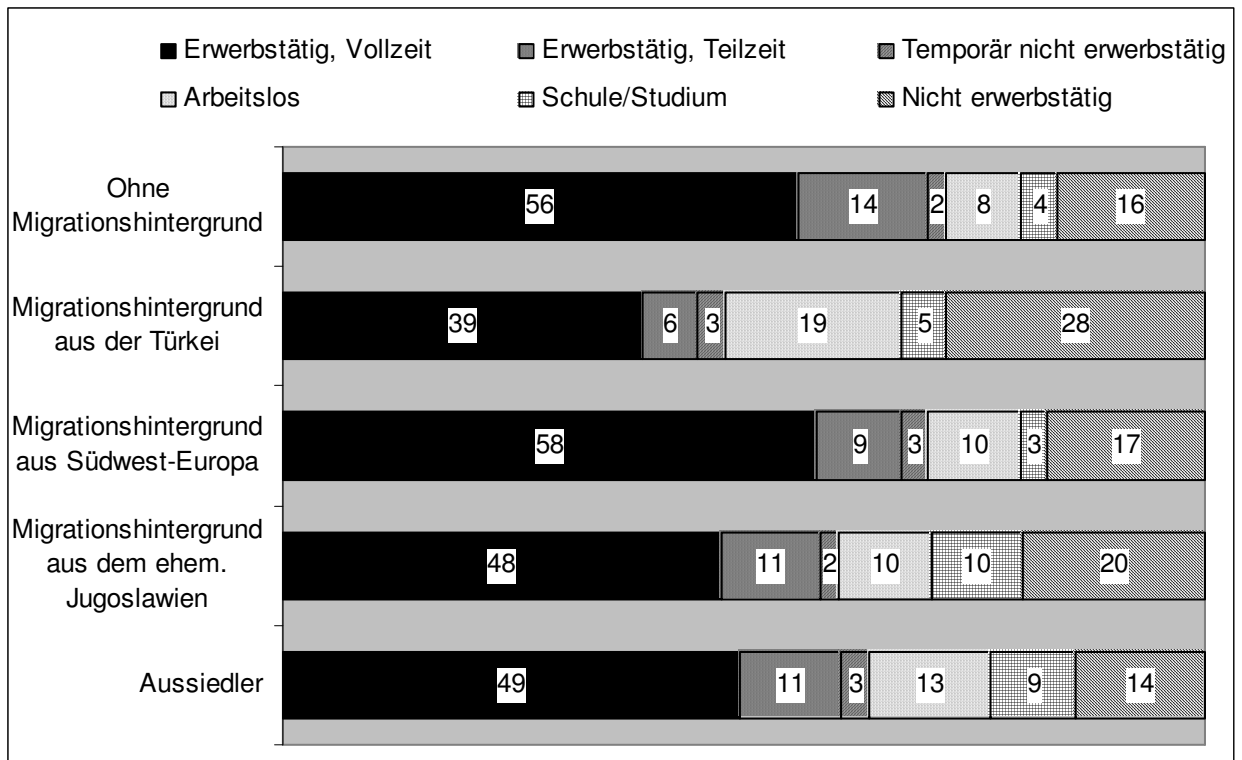 Erwerbstätig, Vollzeit Erwerbstätig, Teilzeit Temporär nicht erwerbstätig
Arbeitslos Schule/Studium Nicht erwerbstätig
Ohne
Migrationshintergrund
56 14 2 8 4 16
Migrationshintergrund
aus der Türkei
39 6 3 19 5 28
Migrationshintergrund
aus Südwest-Europa
58 9 3 10 3 17
Migrationshintergrund
aus dem ehem.
Jugoslawien
48 11 2 10 10 20
Aussiedler
49 11 3 13 9 14